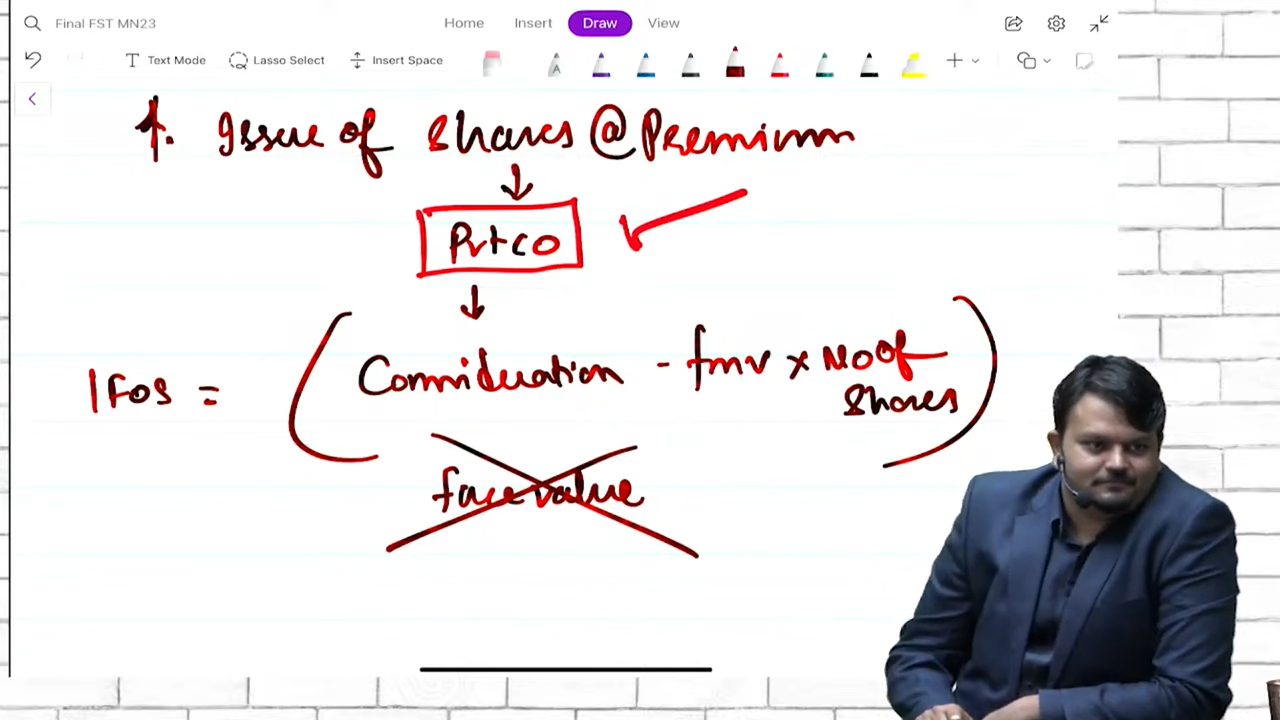 Final FST MN23
Home Insert Draw View
T Text Mode Lasso Select Insert Space
f. Issue of Shares @ Premium
Pvt co
IFOS = (Consideration - fmv x No of Shares)
face value